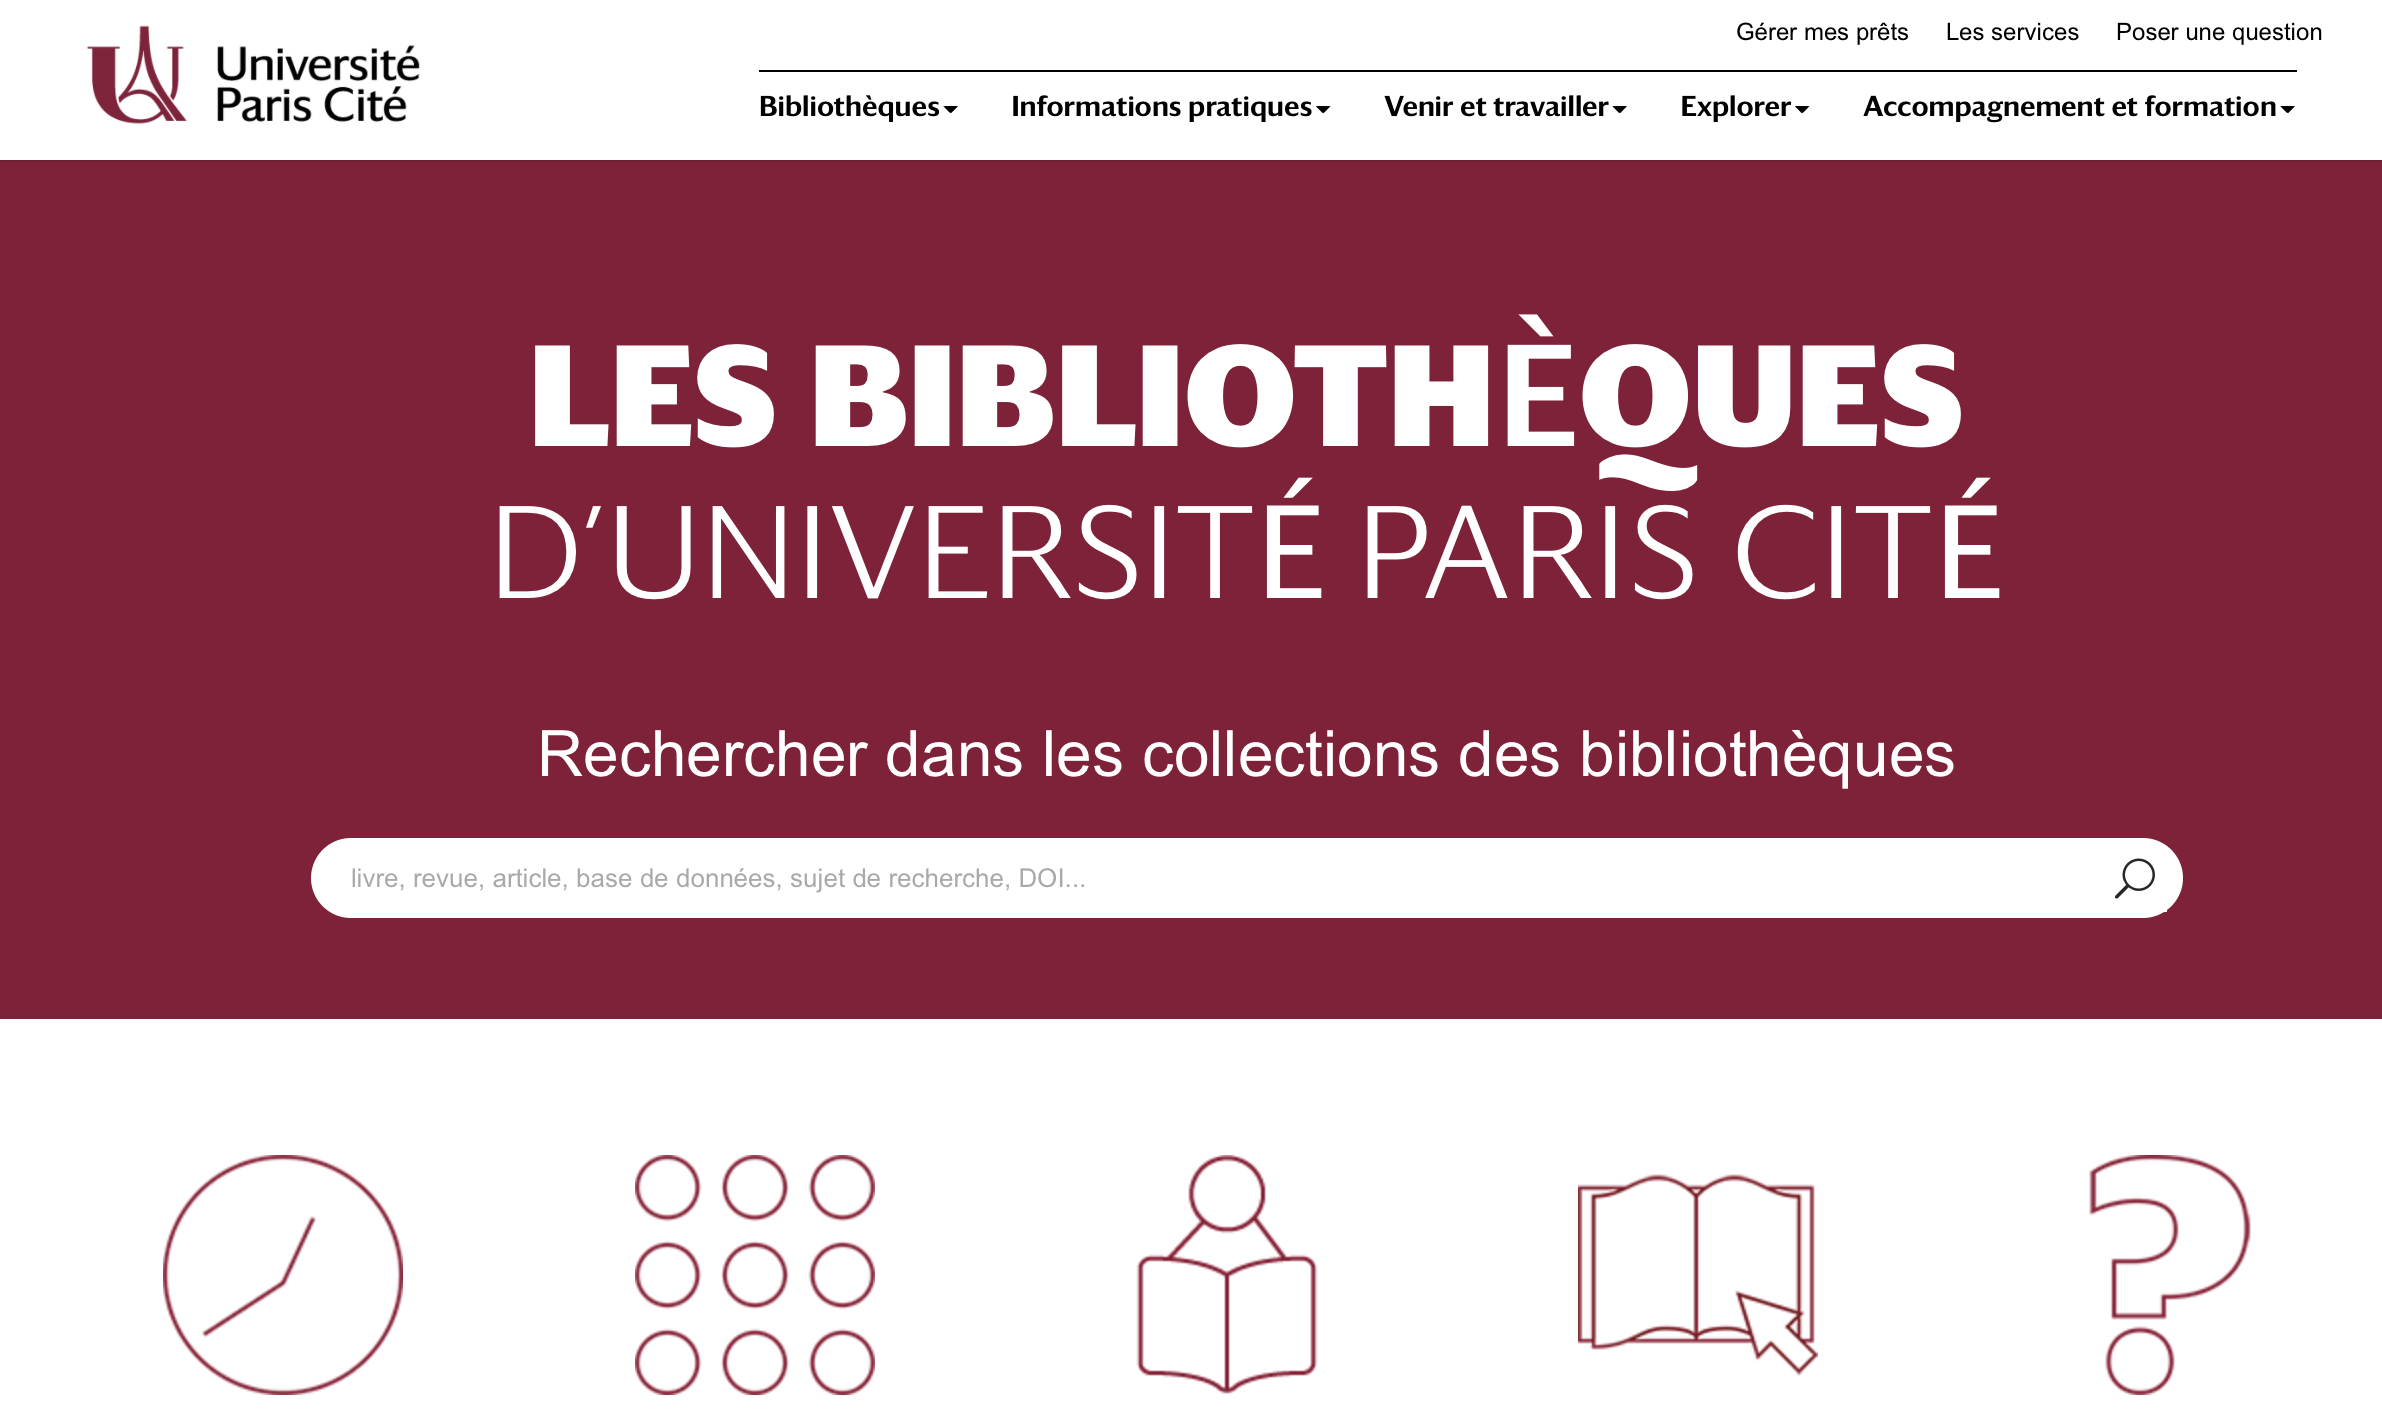 Université
Paris Cité
Gérer mes prêts Les services Poser une question
Bibliothèques Informations pratiques Venir et travailler Explorer Accompagnement et formation
LES BIBLIOTHÈQUES
D'UNIVERSITÉ PARIS CITÉ
Rechercher dans les collections des bibliothèques
livre, revue, article, base de données, sujet de recherche, DOI...